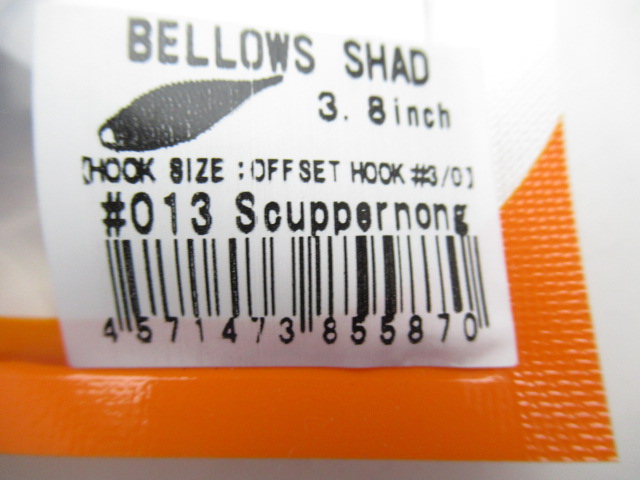 BELLOWS SHAD
3.8inch
[HOOK SIZE:OFFSET HOOK #3/0]
#013 Scuppernong
4571473855870